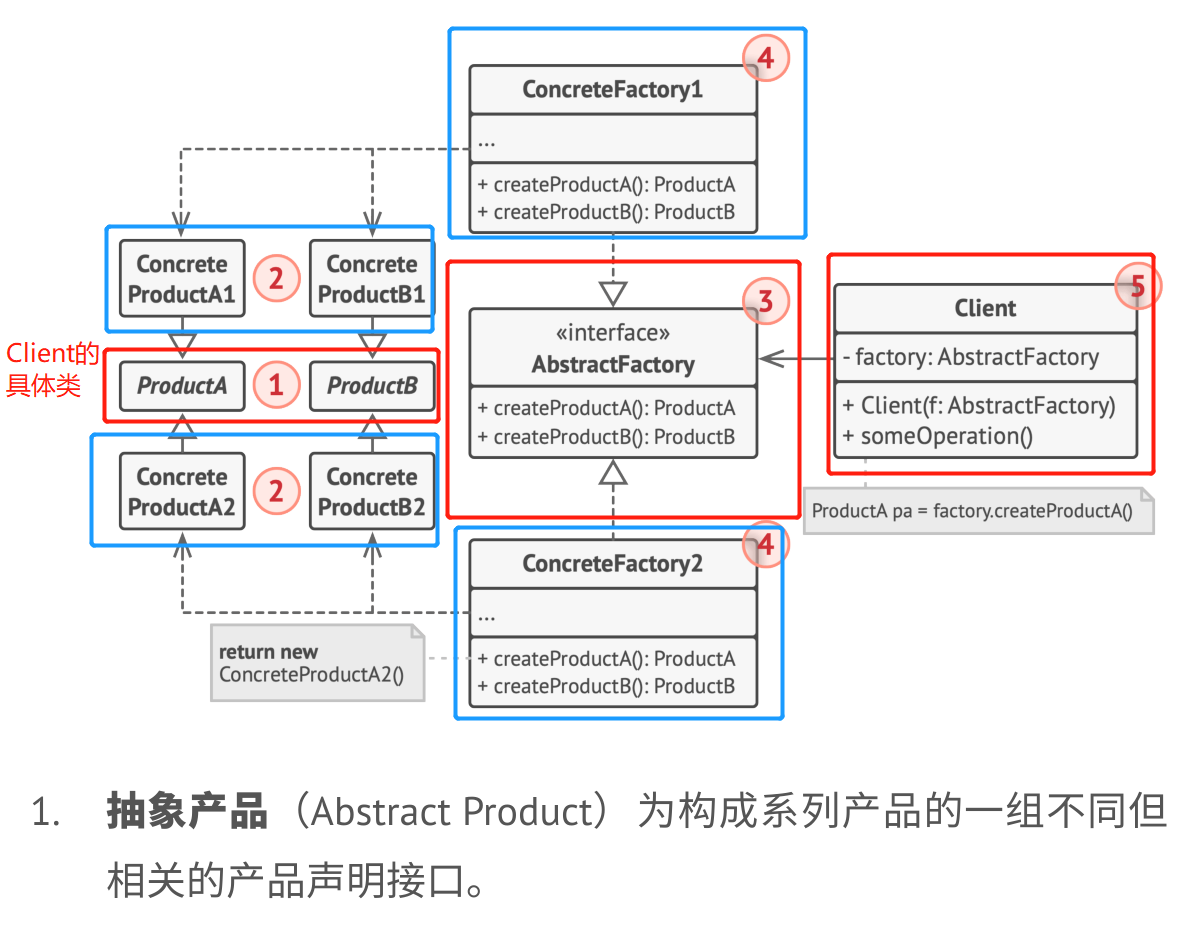 4
ConcreteFactory1
...
+ createProductA(): ProductA
+ createProductB(): ProductB
Concrete
ProductA1
2
Concrete
ProductB1
Client的
具体类
ProductA
1
ProductB
Concrete
ProductA2
2
Concrete
ProductB2
3
«interface»
AbstractFactory
+ createProductA(): ProductA
+ createProductB(): ProductB
5
Client
- factory: AbstractFactory
+ Client(f: AbstractFactory)
+ someOperation()
ProductA pa = factory.createProductA()
4
ConcreteFactory2
...
+ createProductA(): ProductA
+ createProductB(): ProductB
return new
ConcreteProductA2()
1. 抽象产品（Abstract Product）为构成系列产品的一组不同但
相关的产品声明接口。